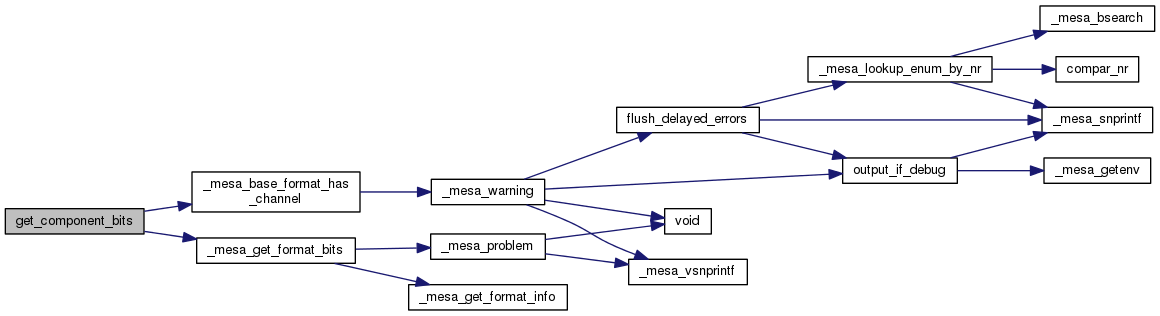 _mesa_bsearch
_mesa_lookup_enum_by_nr
compar_nr
flush_delayed_errors
_mesa_snprintf
output_if_debug
_mesa_getenv
_mesa_base_format_has
_channel
_mesa_warning
get_component_bits
void
_mesa_get_format_bits
_mesa_problem
_mesa_vsnprintf
_mesa_get_format_info